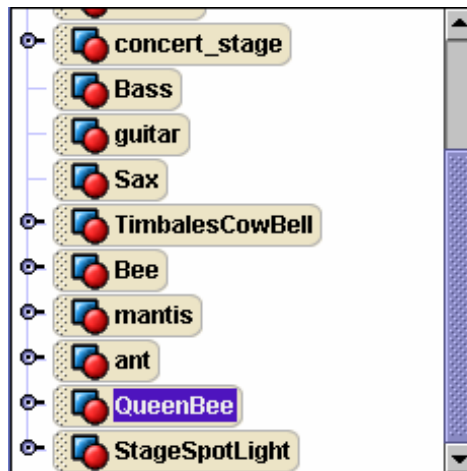 concert_stage
Bass
guitar
Sax
TimbalesCowBell
Bee
mantis
ant
QueenBee
StageSpotLight